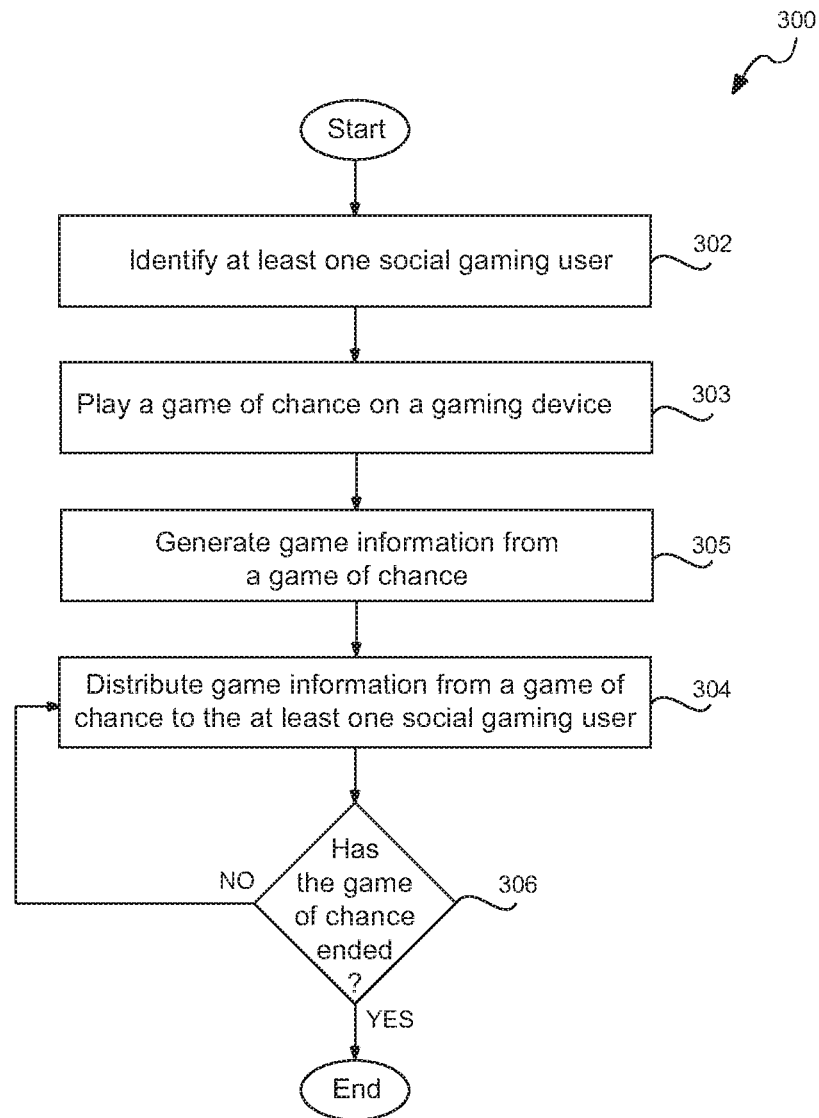 300
Start
Identify at least one social gaming user
302
Play a game of chance on a gaming device
303
Generate game information from
a game of chance
305
Distribute game information from a game of
chance to the at least one social gaming user
304
Has
the game
of chance
ended
?
NO
306
YES
End